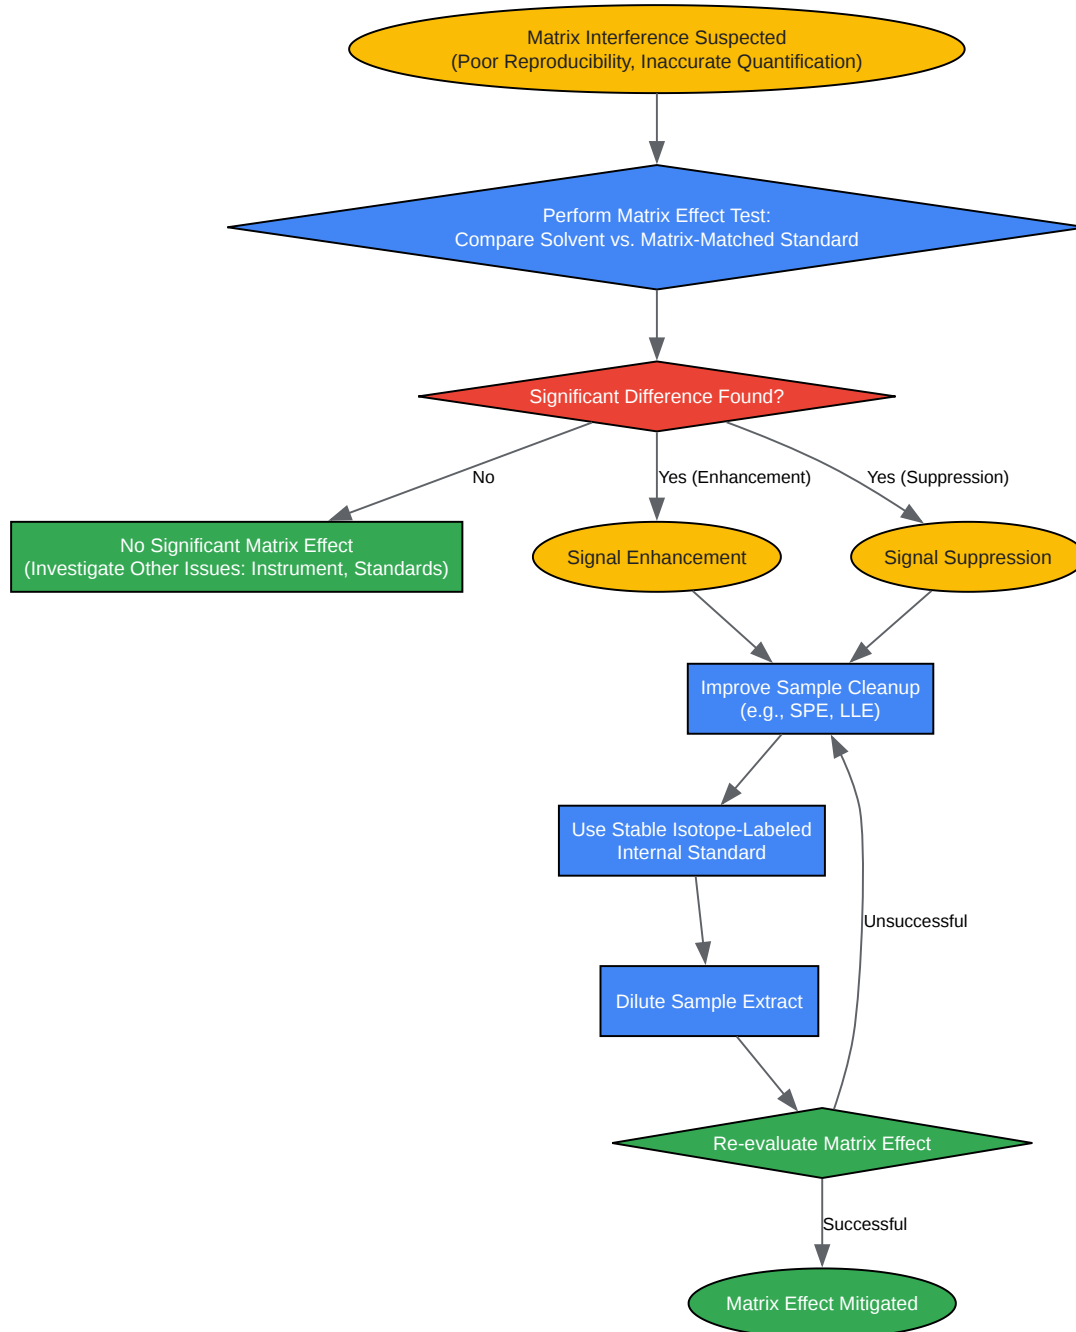 Matrix Interference Suspected
(Poor Reproducibility, Inaccurate Quantification)
Perform Matrix Effect Test:
Compare Solvent vs. Matrix-Matched Standard
Significant Difference Found?
No
Yes (Enhancement)
Yes (Suppression)
No Significant Matrix Effect
(Investigate Other Issues: Instrument, Standards)
Signal Enhancement
Signal Suppression
Improve Sample Cleanup
(e.g., SPE, LLE)
Use Stable Isotope-Labeled
Internal Standard
Unsuccessful
Dilute Sample Extract
Re-evaluate Matrix Effect
Successful
Matrix Effect Mitigated